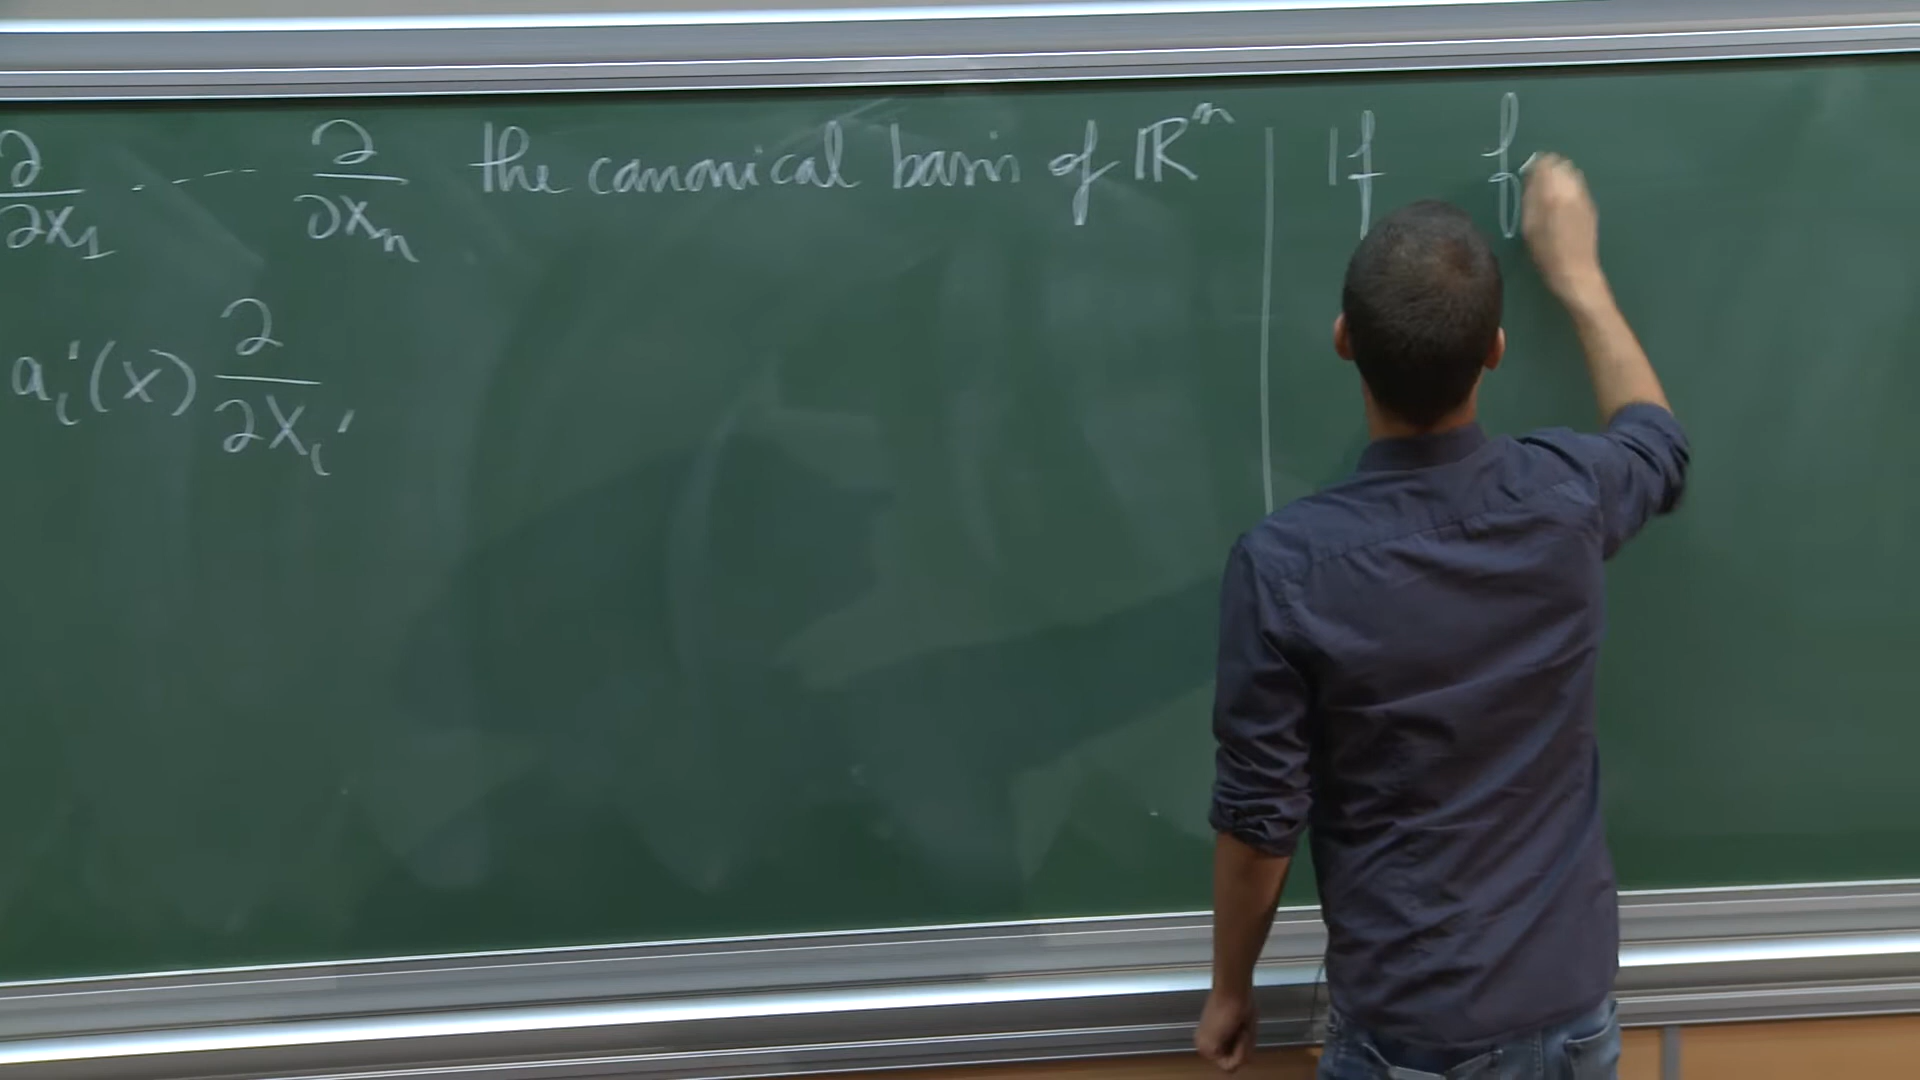 ∂/∂x₁ ---- ∂/∂xₙ the canonical basis of ℝⁿ
aᵢ(x) ∂/∂xᵢ
If f